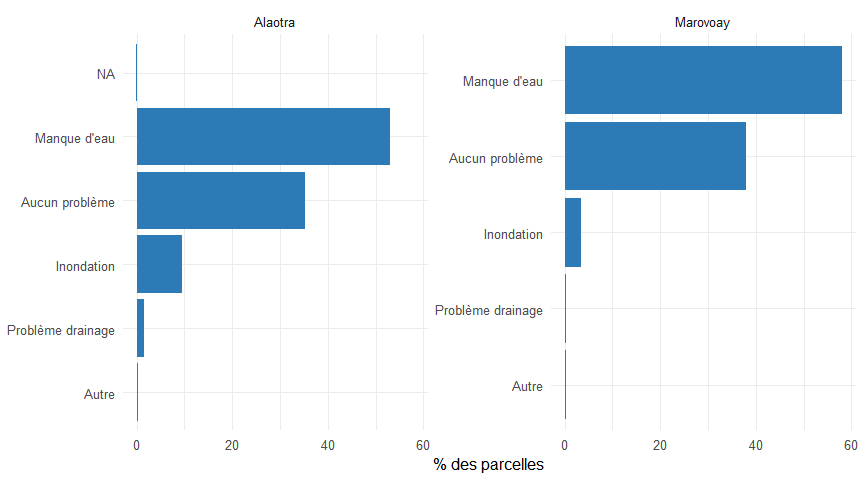 Alaotra
NA
Manque d'eau
Aucun problème
Inondation
Problème drainage
Autre
0 20 40 60
Marovoay
Manque d'eau
Aucun problème
Inondation
Problème drainage
Autre
0 20 40 60
% des parcelles